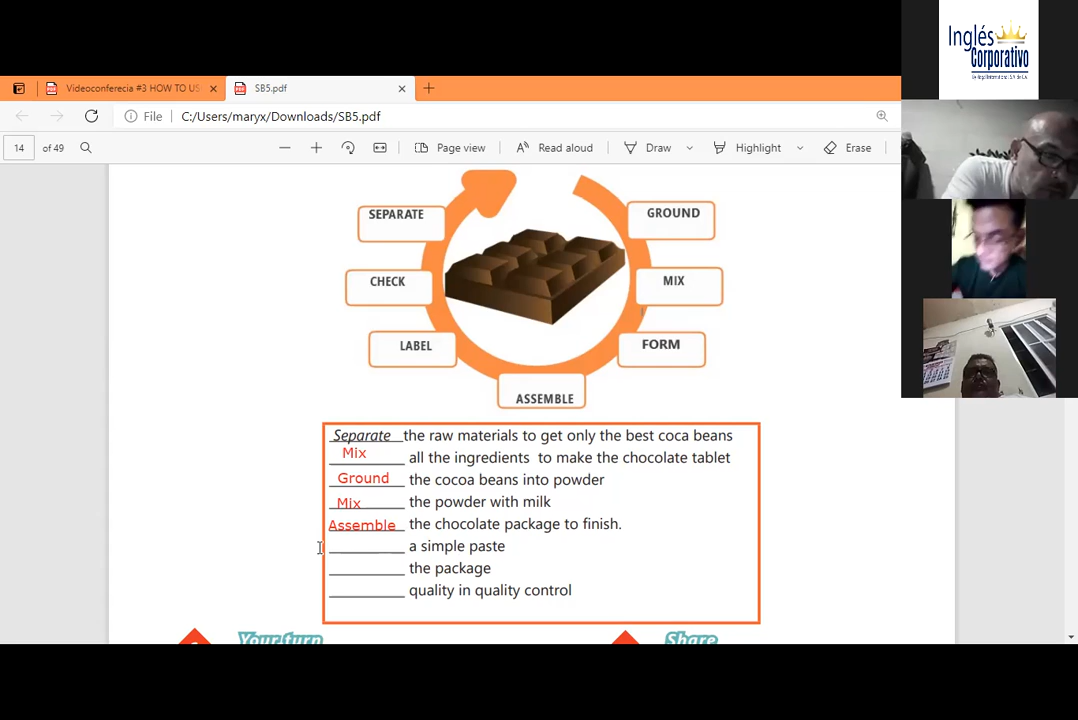 Inglés
Corporativo
Videoconferecia #3 HOW TO US
SB5.pdf
File
C:/Users/maryx/Downloads/SB5.pdf
14 of 49
Page view
Read aloud
Draw
Highlight
Erase
SEPARATE
GROUND
CHECK
MIX
LABEL
FORM
ASSEMBLE
Separate the raw materials to get only the best coca beans
Mix all the ingredients to make the chocolate tablet
Ground the cocoa beans into powder
Mix the powder with milk
Assemble the chocolate package to finish.
a simple paste
the package
quality in quality control
Your turn
Share